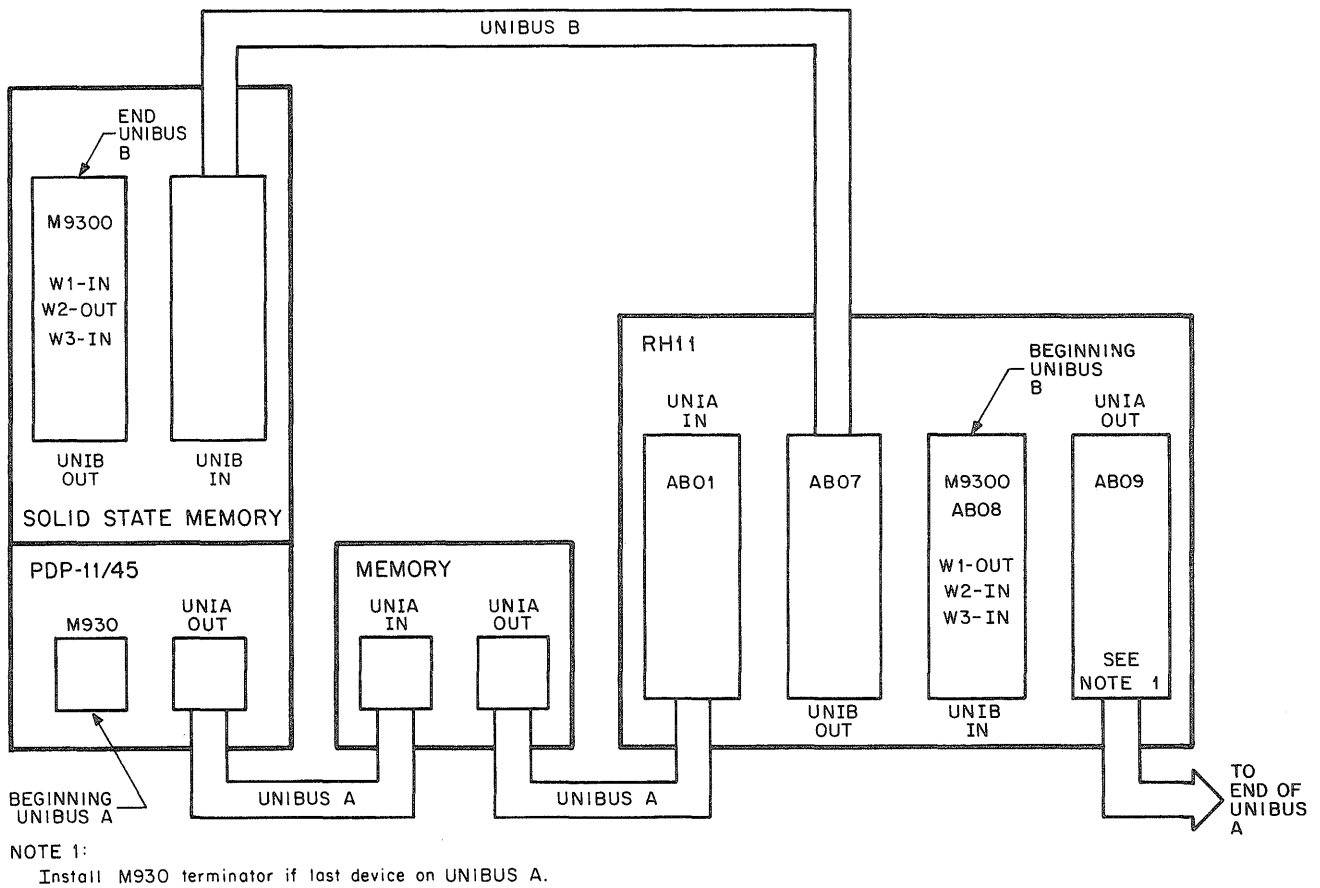 UNIBUS B
END
UNIBUS
B
M9300
W1-IN
W2-OUT
W3-IN
UNIB
OUT
UNIB
IN
SOLID STATE MEMORY
PDP-11/45
M930
UNIA
OUT
BEGINNING
UNIBUS A
UNIBUS A
MEMORY
UNIA
IN
UNIA
OUT
UNIBUS A
RH11
UNIA
IN
AB01
AB07
UNIB
OUT
BEGINNING
UNIBUS
B
M9300
AB08
W1-OUT
W2-IN
W3-IN
UNIB
IN
UNIA
OUT
AB09
SEE
NOTE 1
TO
END OF
UNIBUS
A
NOTE 1:
Install M930 terminator if last device on UNIBUS A.